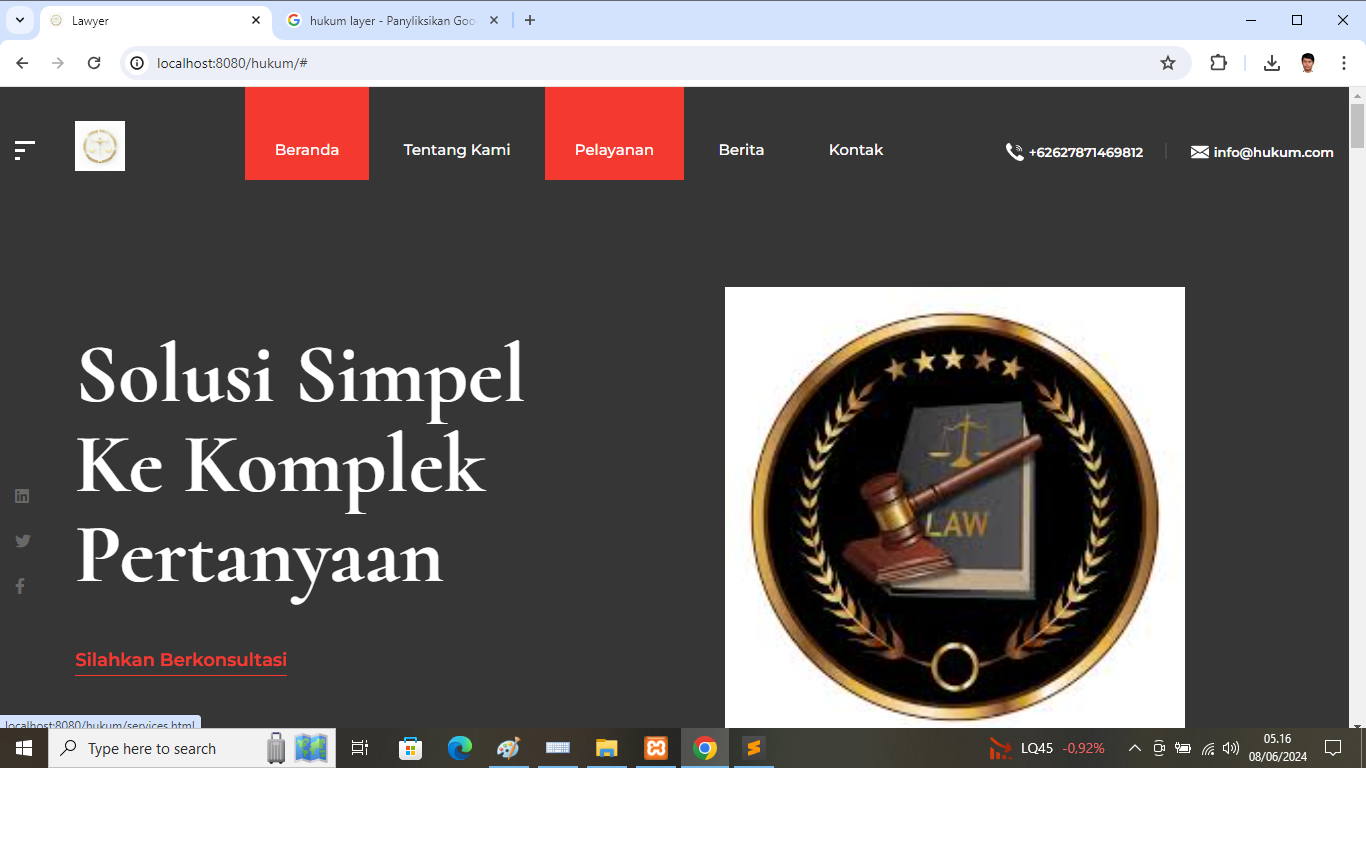 Lawyer
hukum layer - Panyliksikan Goo
localhost:8080/hukum/#
Beranda
Tentang Kami
Pelayanan
Berita
Kontak
+62627871469812
info@hukum.com
Solusi Simpel
Ke Komplek
Pertanyaan
LAW
Silahkan Berkonsultasi
localhost:8080/hukum/services.html
Type here to search
LQ45 -0,92%
05.16
08/06/2024